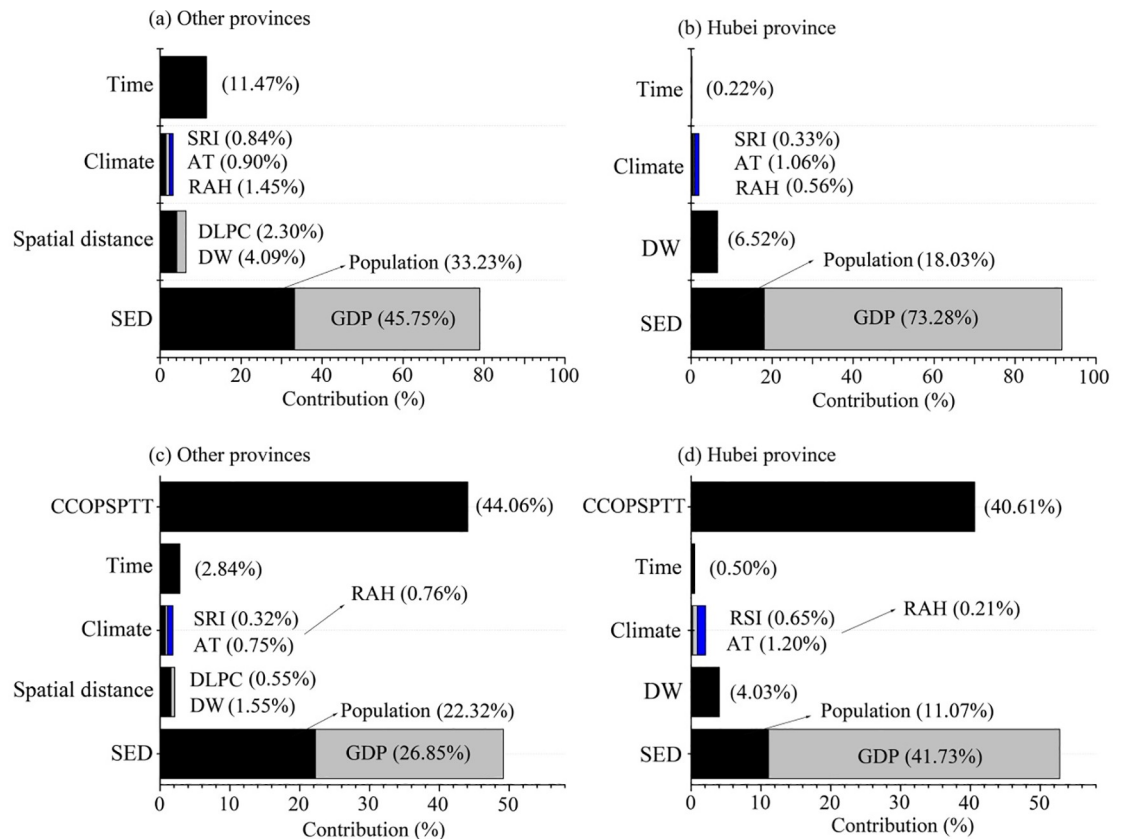 (a) Other provinces
Time
(11.47%)
Climate
SRI (0.84%)
AT (0.90%)
RAH (1.45%)
Spatial distance
DLPC (2.30%)
DW (4.09%)
Population (33.23%)
SED
GDP (45.75%)
0 20 40 60 80 100
Contribution (%)
(b) Hubei province
Time
(0.22%)
Climate
SRI (0.33%)
AT (1.06%)
RAH (0.56%)
DW
(6.52%)
Population (18.03%)
SED
GDP (73.28%)
0 20 40 60 80 100
Contribution (%)
(c) Other provinces
CCOPSPTT
(44.06%)
Time
(2.84%)
RAH (0.76%)
Climate
SRI (0.32%)
AT (0.75%)
Spatial distance
DLPC (0.55%)
DW (1.55%)
Population (22.32%)
SED
GDP (26.85%)
0 10 20 30 40 50
Contribution (%)
(d) Hubei province
CCOPSPTT
(40.61%)
Time
(0.50%)
RAH (0.21%)
Climate
RSI (0.65%)
AT (1.20%)
DW
(4.03%)
Population (11.07%)
SED
GDP (41.73%)
0 10 20 30 40 50
Contribution (%)